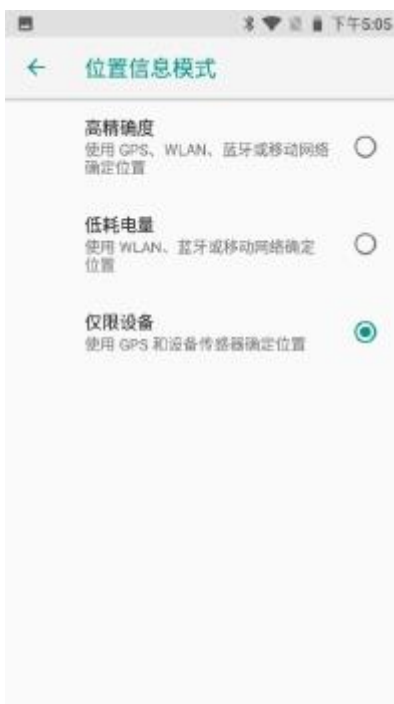 下午5:05
位置信息模式
高精确度
使用 GPS、WLAN、蓝牙或移动网络
确定位置
低耗电量
使用 WLAN、蓝牙或移动网络确定
位置
仅限设备
使用 GPS 和设备传感器确定位置